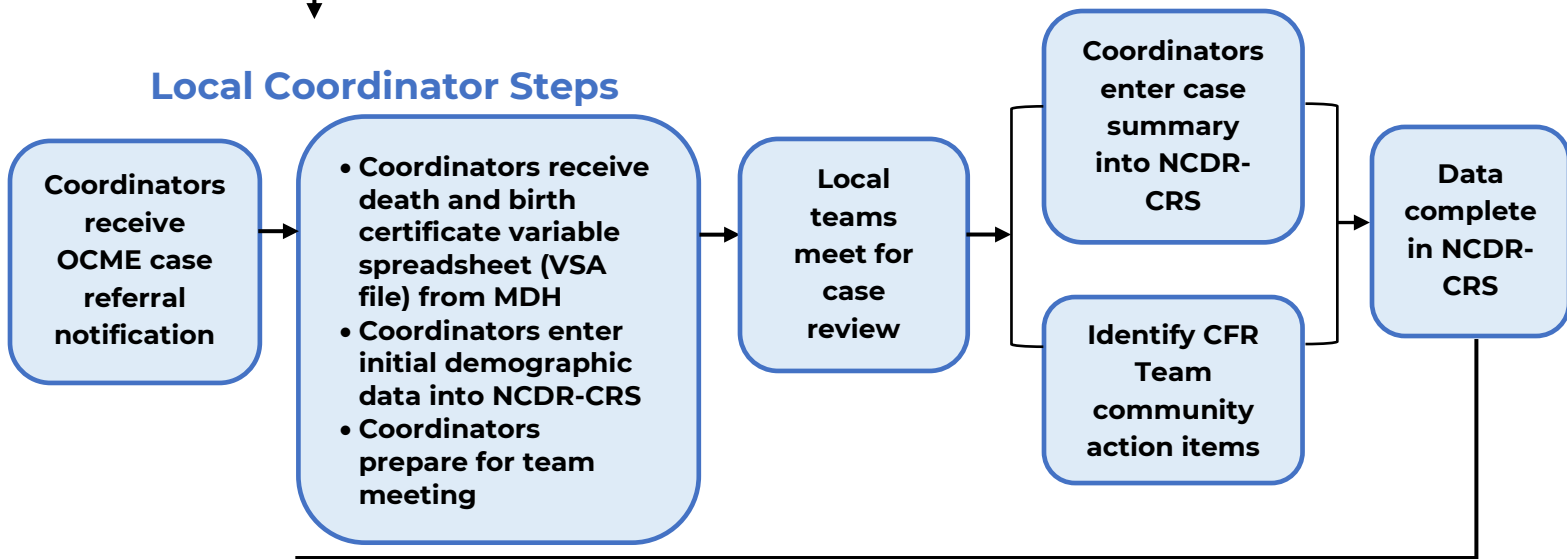 Local Coordinator Steps
Coordinators
receive
OCME case
referral
notification
• Coordinators receive
death and birth
certificate variable
spreadsheet (VSA
file) from MDH
• Coordinators enter
initial demographic
data into NCDR-CRS
• Coordinators
prepare for team
meeting
Local
teams
meet for
case
review
Coordinators
enter case
summary
into NCDR-
CRS
Identify CFR
Team
community
action items
Data
complete
in NCDR-
CRS